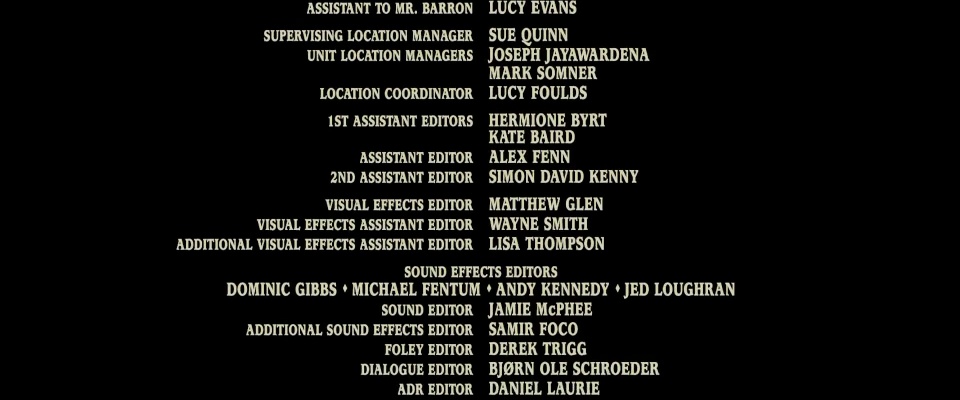 ASSISTANT TO MR. BARRON LUCY EVANS
SUPERVISING LOCATION MANAGER SUE QUINN
UNIT LOCATION MANAGERS JOSEPH JAYAWARDENA
MARK SOMNER
LOCATION COORDINATOR LUCY FOULDS
1ST ASSISTANT EDITORS HERMIONE BYRT
KATE BAIRD
ASSISTANT EDITOR ALEX FENN
2ND ASSISTANT EDITOR SIMON DAVID KENNY
VISUAL EFFECTS EDITOR MATTHEW GLEN
VISUAL EFFECTS ASSISTANT EDITOR WAYNE SMITH
ADDITIONAL VISUAL EFFECTS ASSISTANT EDITOR LISA THOMPSON
SOUND EFFECTS EDITORS
DOMINIC GIBBS ♦ MICHAEL FENTUM ♦ ANDY KENNEDY ♦ JED LOUGHRAN
SOUND EDITOR JAMIE McPHEE
ADDITIONAL SOUND EFFECTS EDITOR SAMIR FOCO
FOLEY EDITOR DEREK TRIGG
DIALOGUE EDITOR BJØRN OLE SCHROEDER
ADR EDITOR DANIEL LAURIE